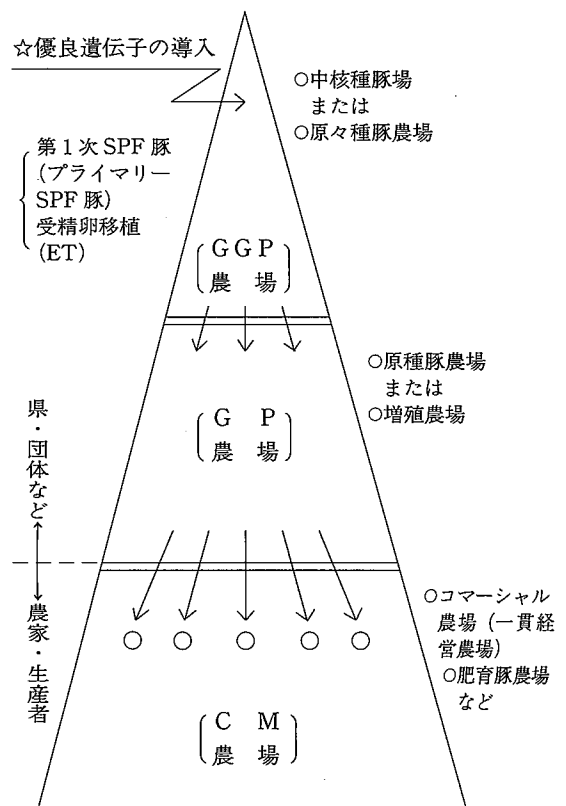 ☆優良遺伝子の導入
○中核種豚場
または
○原々種豚農場
第1次SPF豚
(プライマリー
SPF豚)
受精卵移植
(ET)
GGP
農場
○原種豚農場
または
○増殖農場
GP
農場
県・団体など
農家・生産者
○コマーシャル
農場(一貫経
営農場)
○肥育豚農場
など
CM
農場